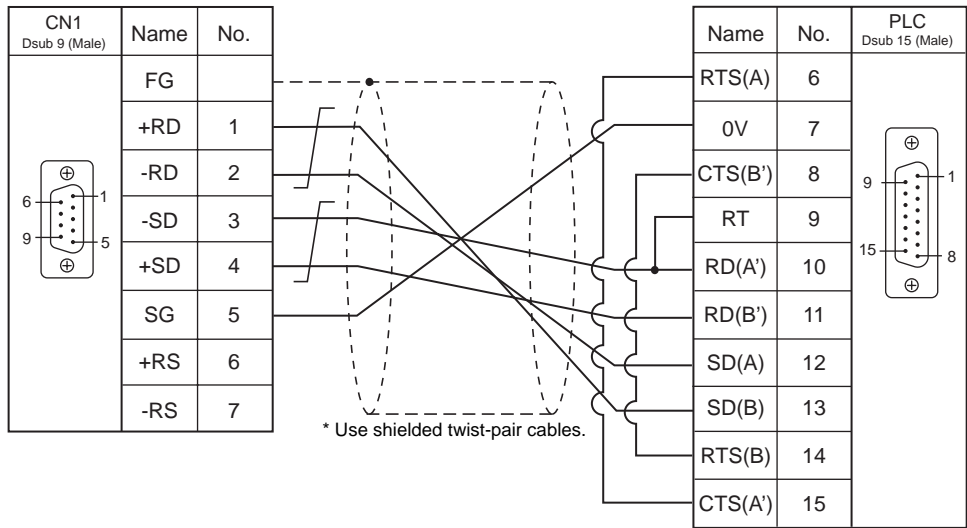 CN1
Dsub 9 (Male)
Name No.
FG
+RD 1
-RD 2
-SD 3
+SD 4
SG 5
+RS 6
-RS 7
6 1
9 5
* Use shielded twist-pair cables.
Name No.
PLC
Dsub 15 (Male)
RTS(A) 6
0V 7
CTS(B') 8
RT 9
RD(A') 10
RD(B') 11
SD(A) 12
SD(B) 13
RTS(B) 14
CTS(A') 15
9 1
15 8